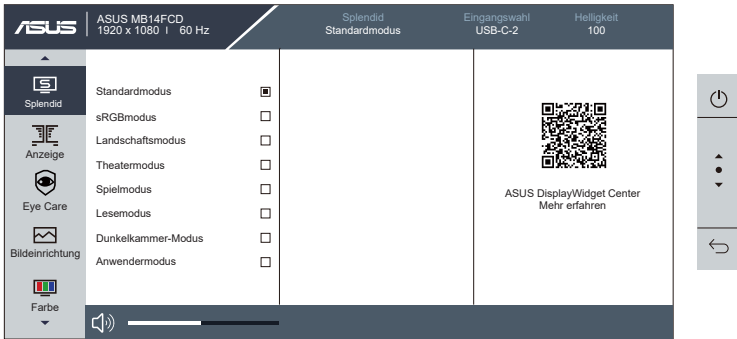 ASUS
ASUS MB14FCD
1920 x 1080 I 60 Hz
Splendid
Standardmodus
Eingangswahl
USB-C-2
Helligkeit
100
S
Splendid
Anzeige
Eye Care
Bildeinrichtung
Farbe
Standardmodus
sRGBmodus
Landschaftsmodus
Theatermodus
Spielmodus
Lesemodus
Dunkelkammer-Modus
Anwendermodus
ASUS DisplayWidget Center
Mehr erfahren